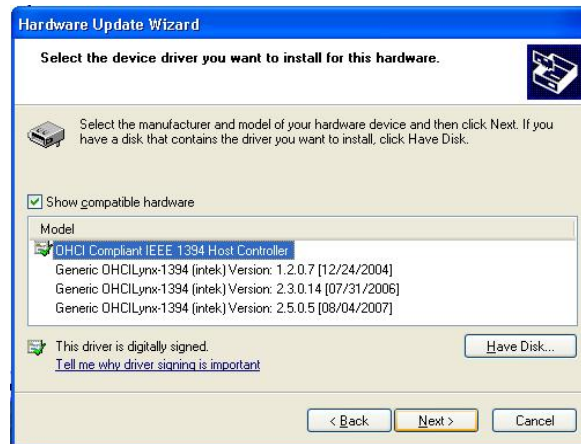 Hardware Update Wizard
Select the device driver you want to install for this hardware.
Select the manufacturer and model of your hardware device and then click Next. If you
have a disk that contains the driver you want to install, click Have Disk.
Show compatible hardware
Model
OHCI Compliant IEEE 1394 Host Controller
Generic OHCILynx-1394 (intek) Version: 1.2.0.7 [12/24/2004]
Generic OHCILynx-1394 (intek) Version: 2.3.0.14 [07/31/2006]
Generic OHCILynx-1394 (intek) Version: 2.5.0.5 [08/04/2007]
This driver is digitally signed.
Have Disk...
Tell me why driver signing is important
< Back
Next >
Cancel